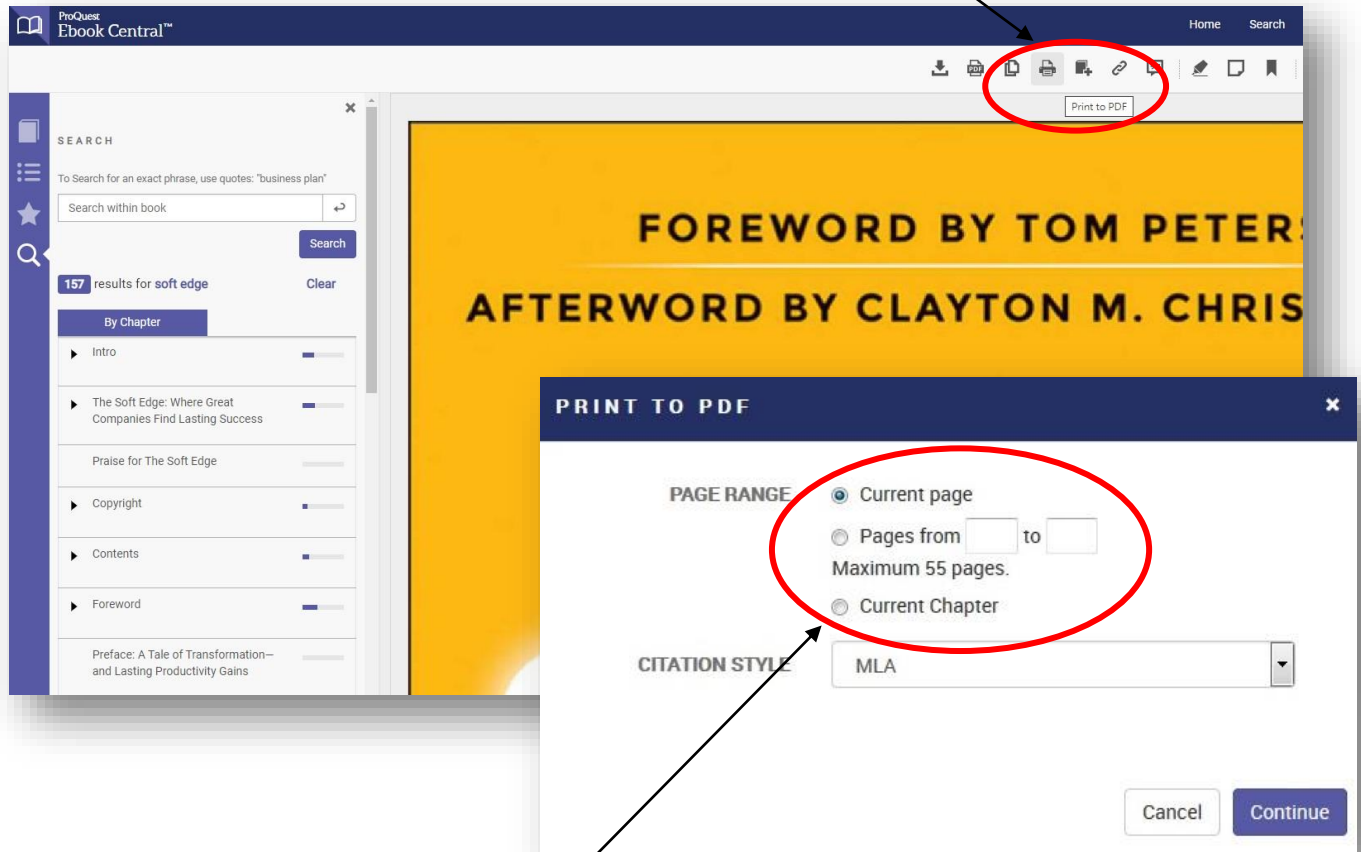 ProQuest
Ebook Central™
Home Search
PDF
Print to PDF
SEARCH
To Search for an exact phrase, use quotes: "business plan"
Search within book
Search
157 results for soft edge Clear
By Chapter
Intro
The Soft Edge: Where Great
Companies Find Lasting Success
Praise for The Soft Edge
Copyright
Contents
Foreword
Preface: A Tale of Transformation—
and Lasting Productivity Gains
FOREWORD BY TOM PETERS
AFTERWORD BY CLAYTON M. CHRIS
PRINT TO PDF
PAGE RANGE Current page
Pages from to
Maximum 55 pages.
Current Chapter
CITATION STYLE MLA
Cancel Continue